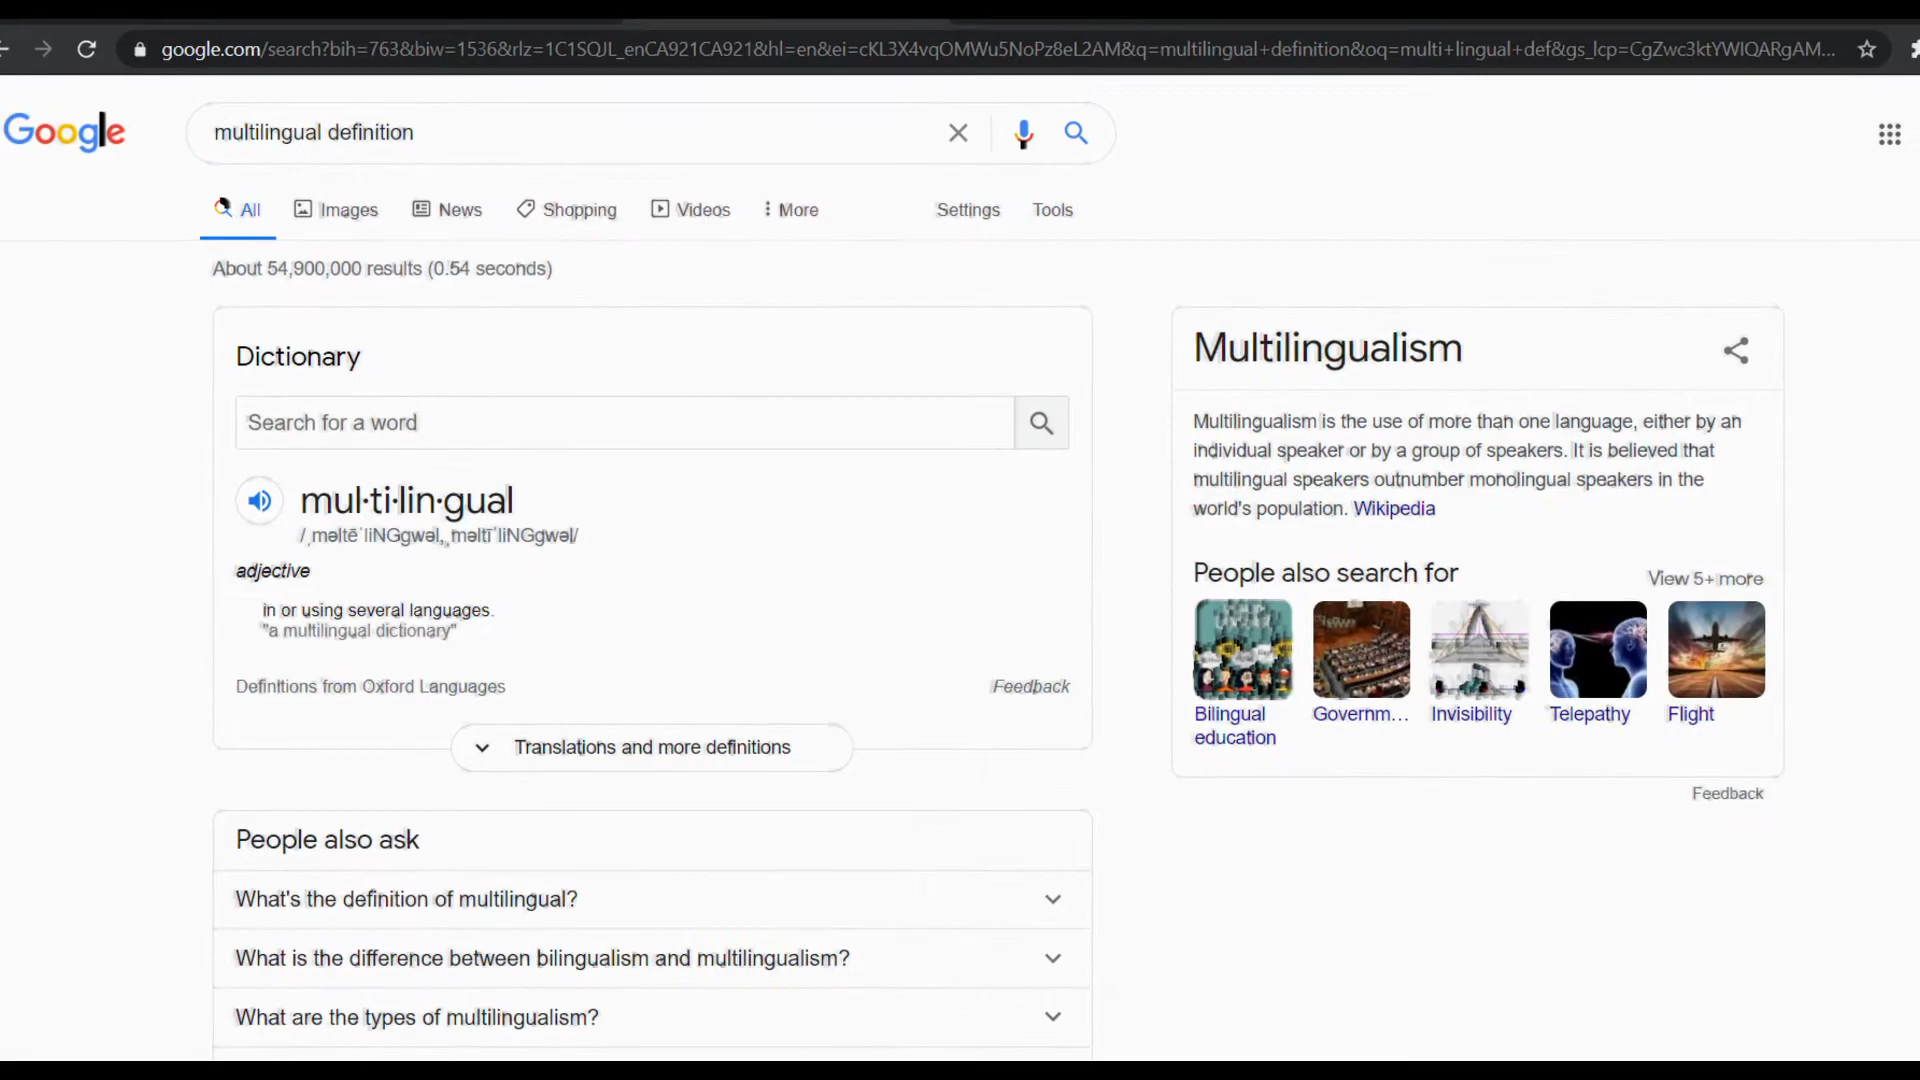 google.com/search?bih=763&biw=1536&rlz=1C1SQJL_enCA921CA921&hl=en&ei=cKL3X4vqOMWu5NoPz8eL2AM&q=multilingual+definition&oq=multi+lingual+def&gs_lcp=CgZwc3ktYWIQARgAM...
Google
multilingual definition
All Images News Shopping Videos More Settings Tools
About 54,900,000 results (0.54 seconds)
Dictionary
Search for a word
mul·ti·lin·gual
/ˌməltēˈliNGgwəl,ˌməltīˈliNGgwəl/
adjective
in or using several languages.
"a multilingual dictionary"
Definitions from Oxford Languages
Feedback
Translations and more definitions
People also ask
What's the definition of multilingual?
What is the difference between bilingualism and multilingualism?
What are the types of multilingualism?
Multilingualism
Multilingualism is the use of more than one language, either by an
individual speaker or by a group of speakers. It is believed that
multilingual speakers outnumber monolingual speakers in the
world's population. Wikipedia
People also search for
View 5+ more
Bilingual
education
Governm...
Invisibility
Telepathy
Flight
Feedback